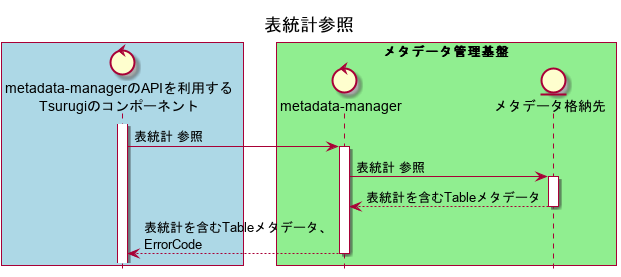 表統計参照
メタデータ管理基盤
metadata-managerのAPIを利用する
Tsurugiのコンポーネント
metadata-manager
メタデータ格納先
表統計 参照
表統計 参照
表統計を含むTableメタデータ
表統計を含むTableメタデータ、
ErrorCode